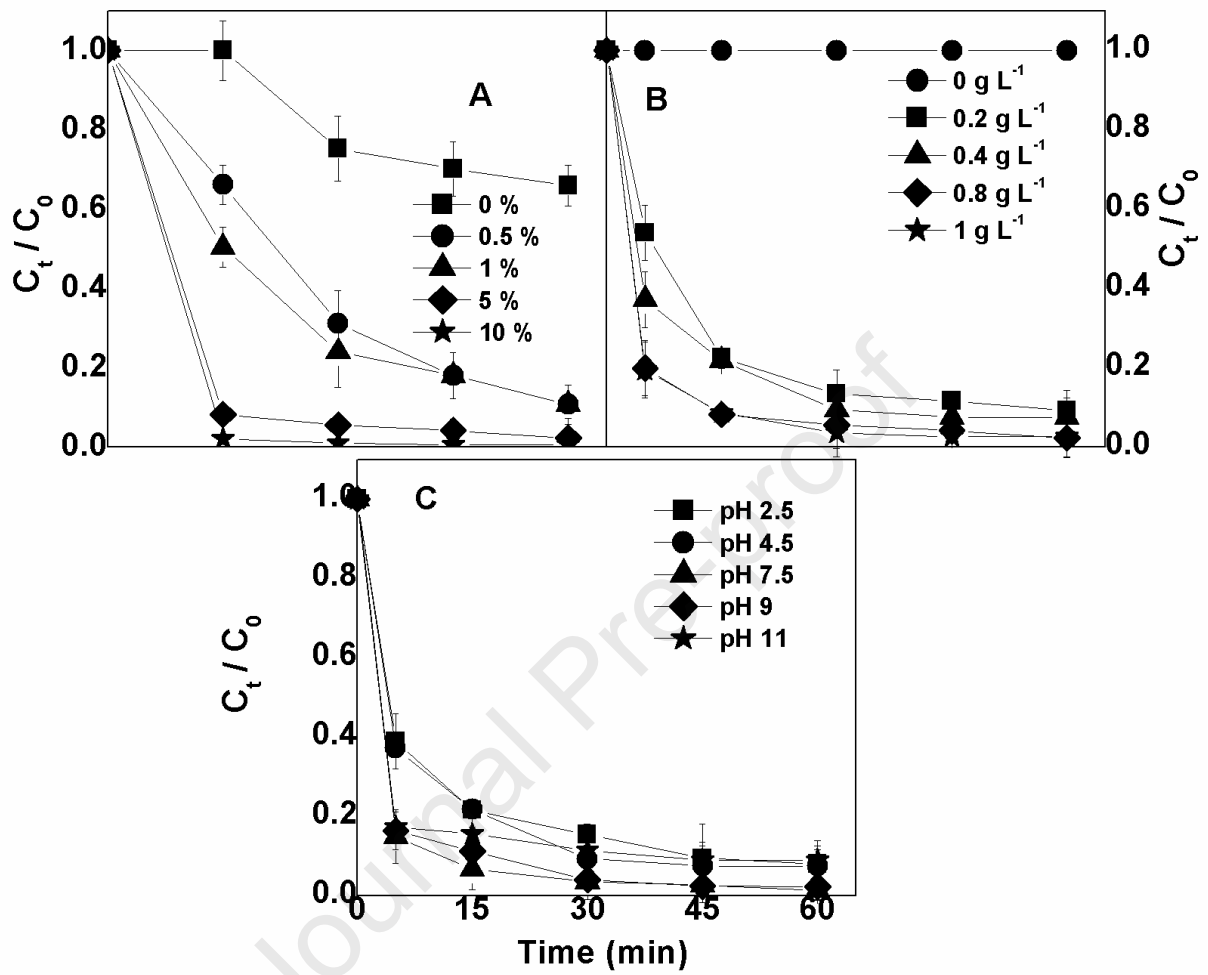 1.0
0.8
0.6
0.4
0.2
0.0
C_t / C_0
A
0 %
0.5 %
1 %
5 %
10 %
B
0 g L⁻¹
0.2 g L⁻¹
0.4 g L⁻¹
0.8 g L⁻¹
1 g L⁻¹
1.0
0.8
0.6
0.4
0.2
0.0
C_t / C_0
C
1.0
0.8
0.6
0.4
0.2
0.0
C_t / C_0
pH 2.5
pH 4.5
pH 7.5
pH 9
pH 11
0 15 30 45 60
Time (min)
Journal Pre-proof